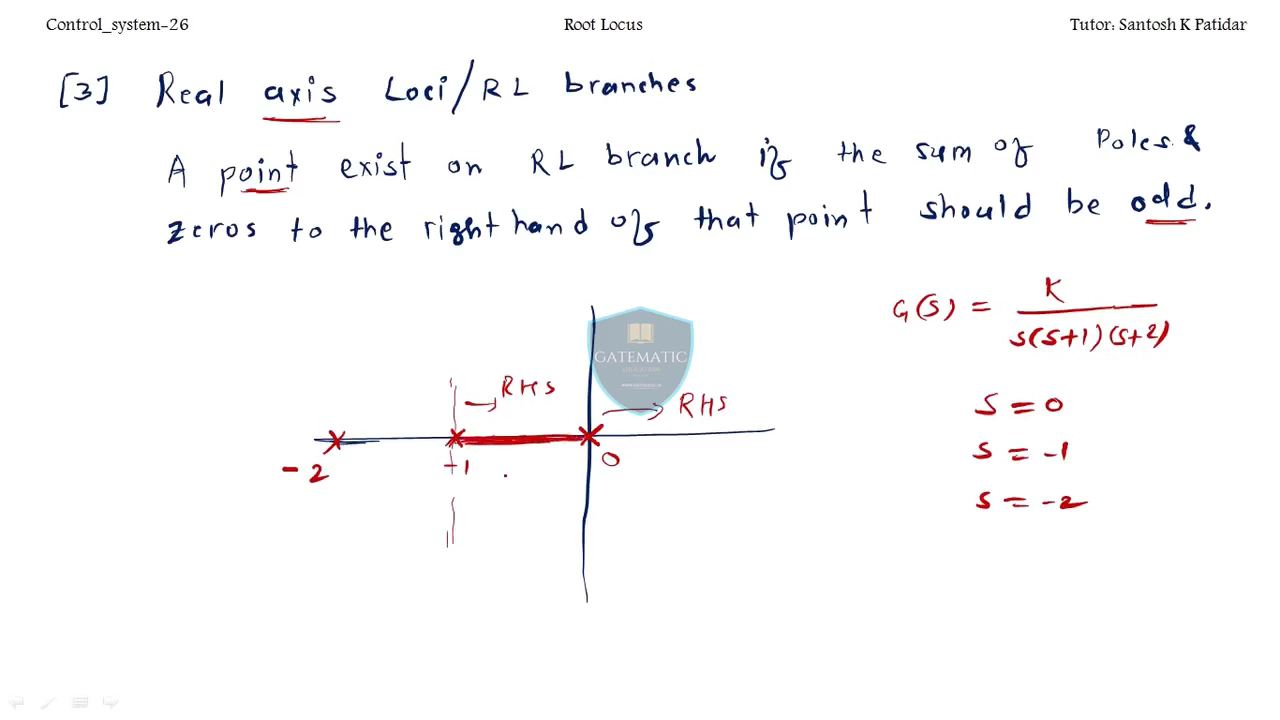 Control_system-26
Root Locus
Tutor: Santosh K Patidar
[3] Real axis Loci/RL branches
A point exist on RL branch if the sum of Poles &
zeros to the right hand of that point should be odd.
G(s) = K
s(s+1)(s+2)
GATEMATIC
EDUCATION
RHS
RHS
S = 0
S = -1
S = -2
-2
-1
0